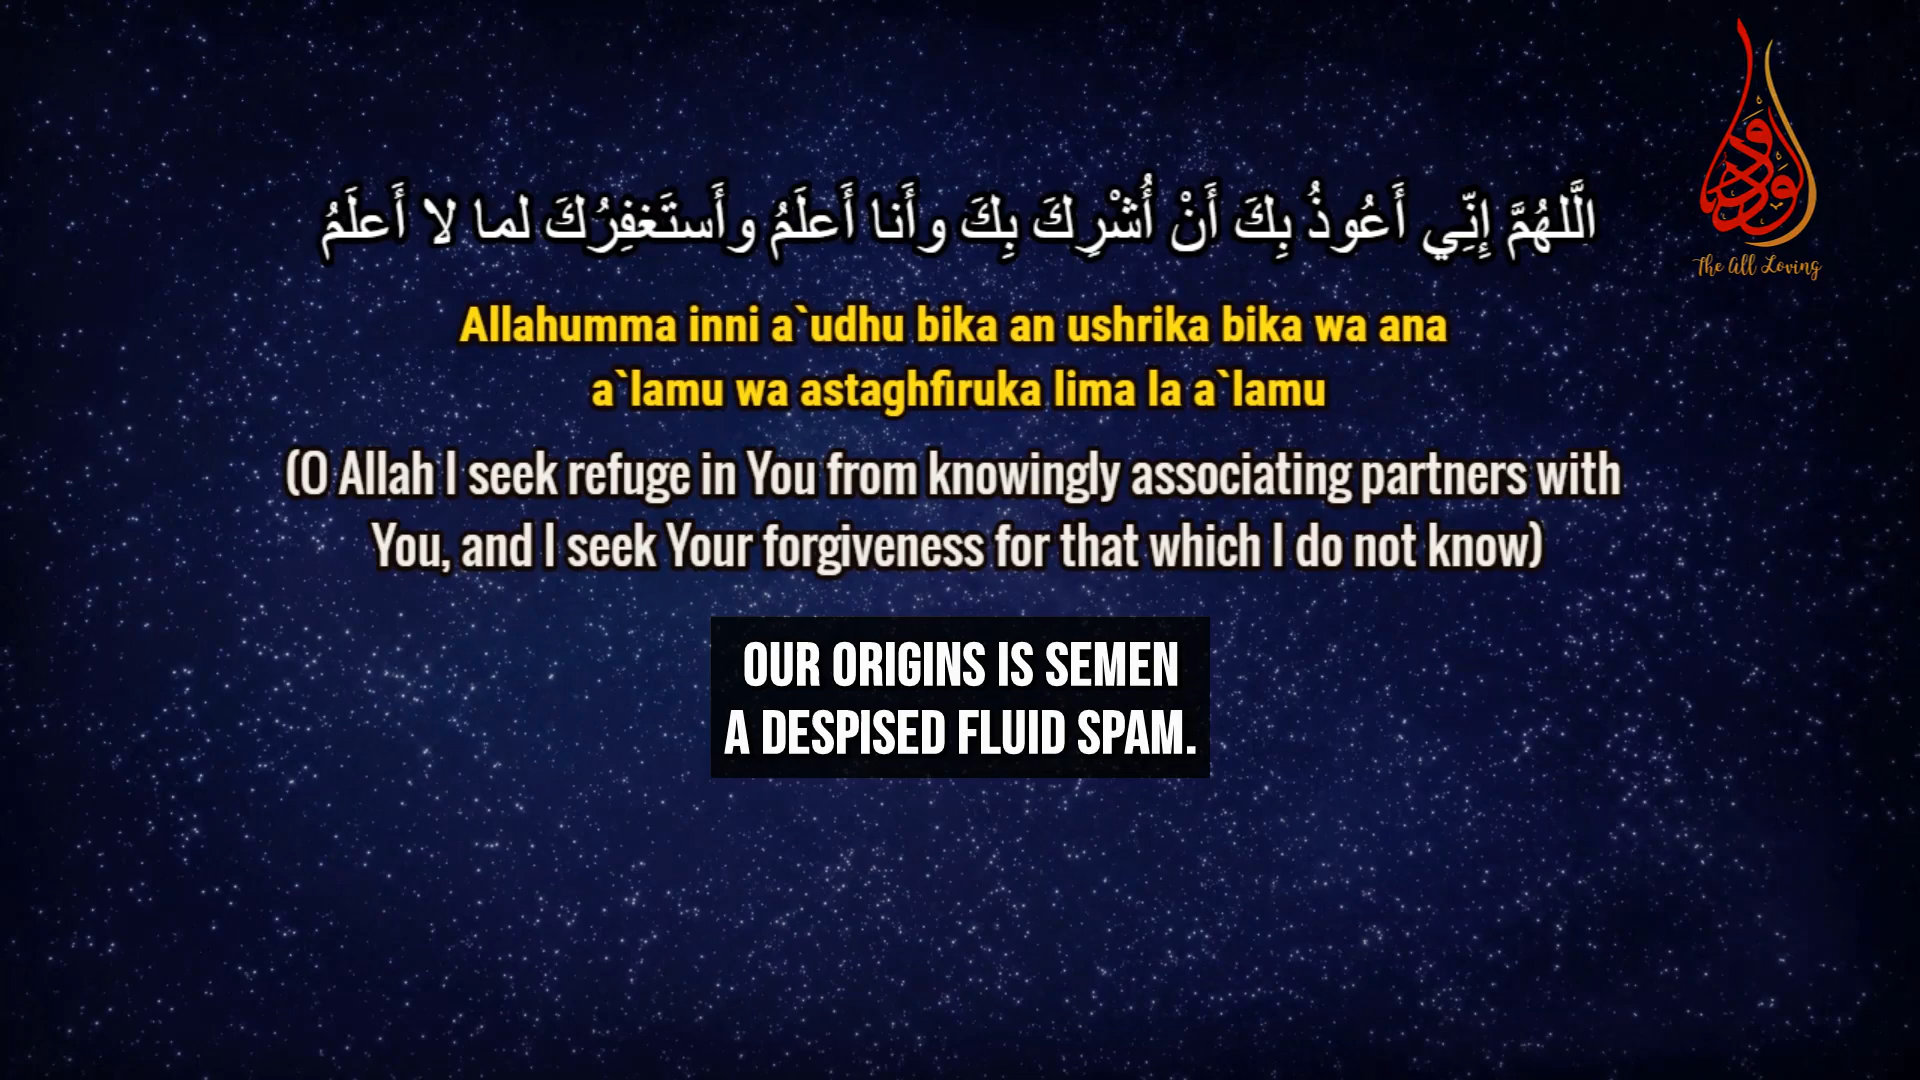 الَّلهُمَّ إِنِّي أَعُوذُ بِكَ أَنْ أُشْرِكَ بِكَ وأَنا أَعلَمُ وأَستَغفِرُكَ لما لا أَعلَمُ
The All Loving
Allahumma inni a`udhu bika an ushrika bika wa ana
a`lamu wa astaghfiruka lima la a`lamu
(O Allah I seek refuge in You from knowingly associating partners with
You, and I seek Your forgiveness for that which I do not know)
OUR ORIGINS IS SEMEN
A DESPISED FLUID SPAM.